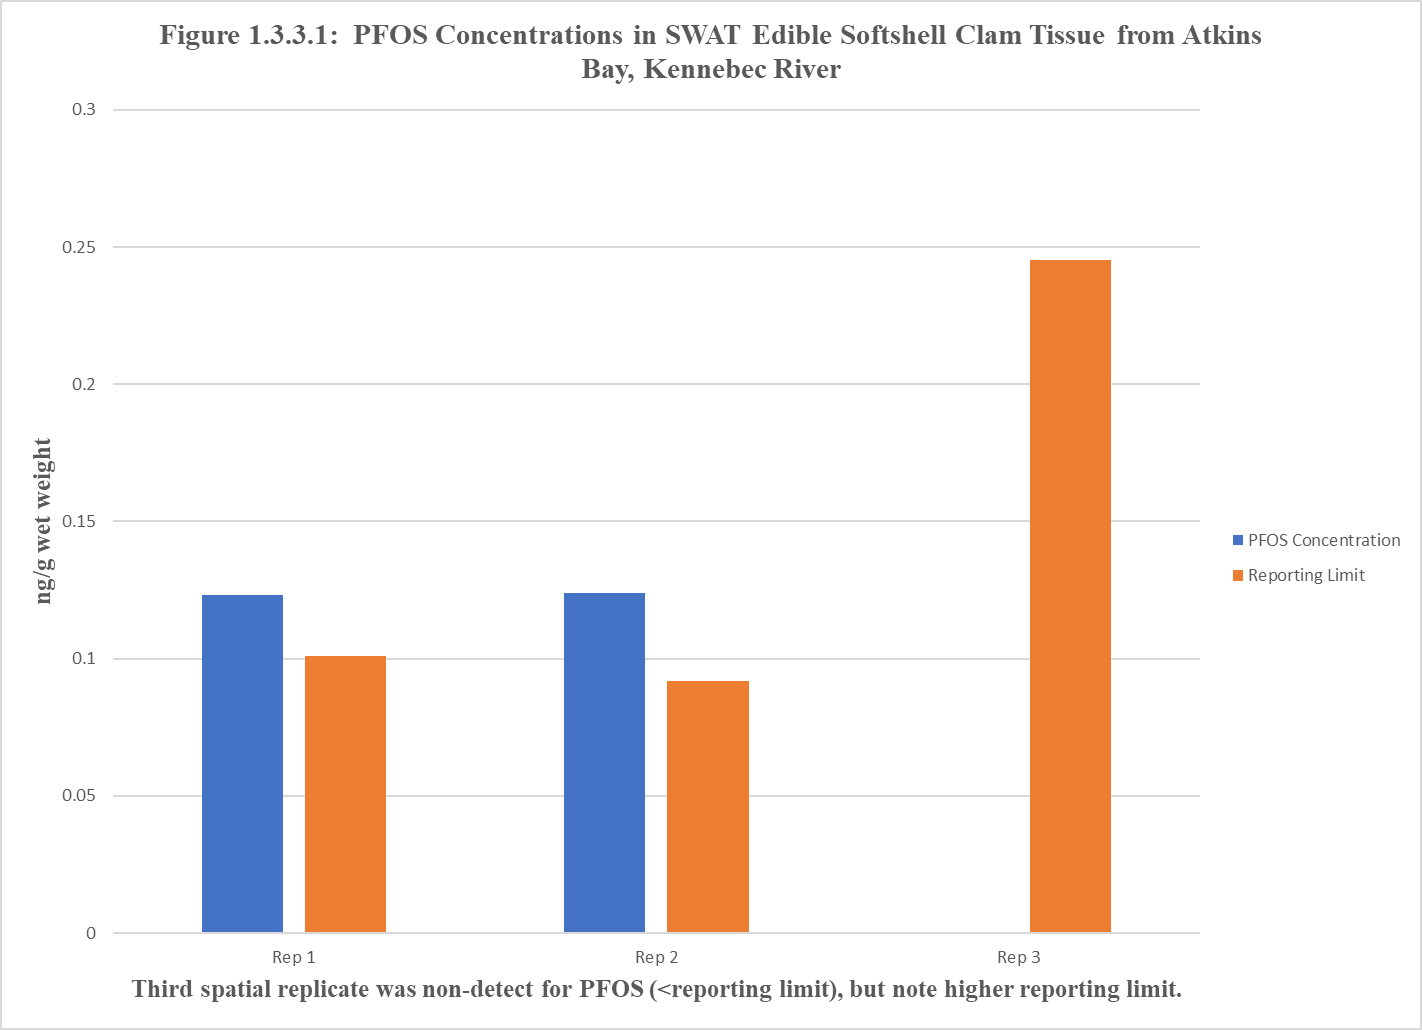 Figure 1.3.3.1: PFOS Concentrations in SWAT Edible Softshell Clam Tissue from Atkins
Bay, Kennebec River
0.3
0.25
0.2
0.15
0.1
0.05
0
ng/g wet weight
PFOS Concentration
Reporting Limit
Rep 1
Rep 2
Rep 3
Third spatial replicate was non-detect for PFOS (<reporting limit), but note higher reporting limit.